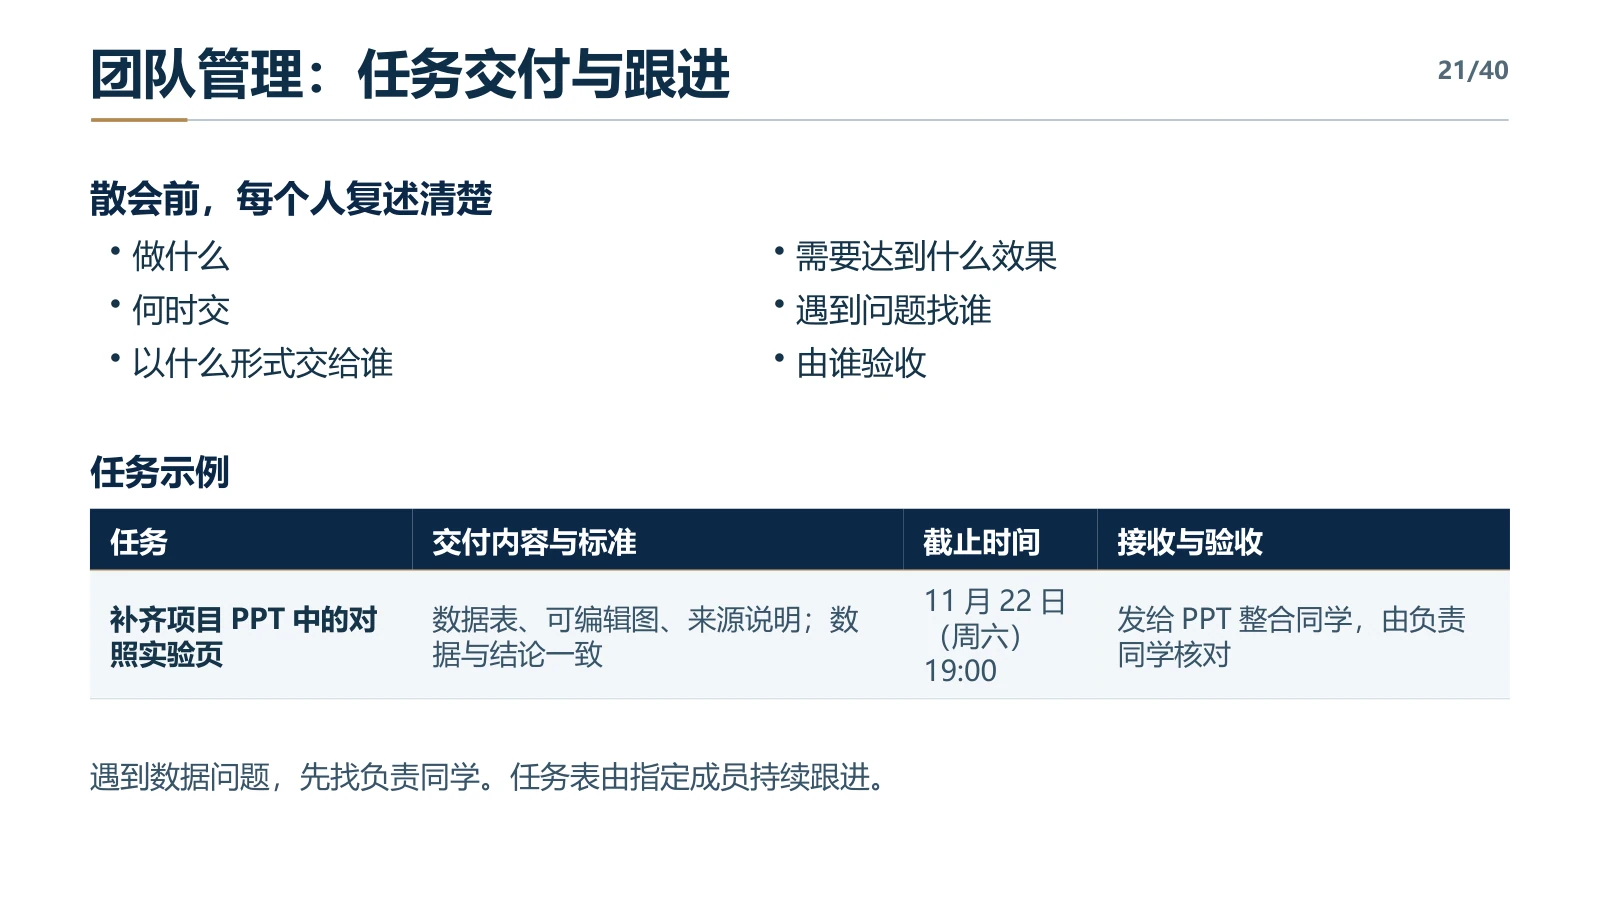 团队管理：任务交付与跟进
21/40
散会前，每个人复述清楚
• 做什么
• 何时交
• 以什么形式交给谁
• 需要达到什么效果
• 遇到问题找谁
• 由谁验收
任务示例
任务
交付内容与标准
截止时间
接收与验收
补齐项目 PPT 中的对
照实验页
数据表、可编辑图、来源说明；数
据与结论一致
11 月 22 日
（周六）
19:00
发给 PPT 整合同学，由负责
同学核对
遇到数据问题，先找负责同学。任务表由指定成员持续跟进。